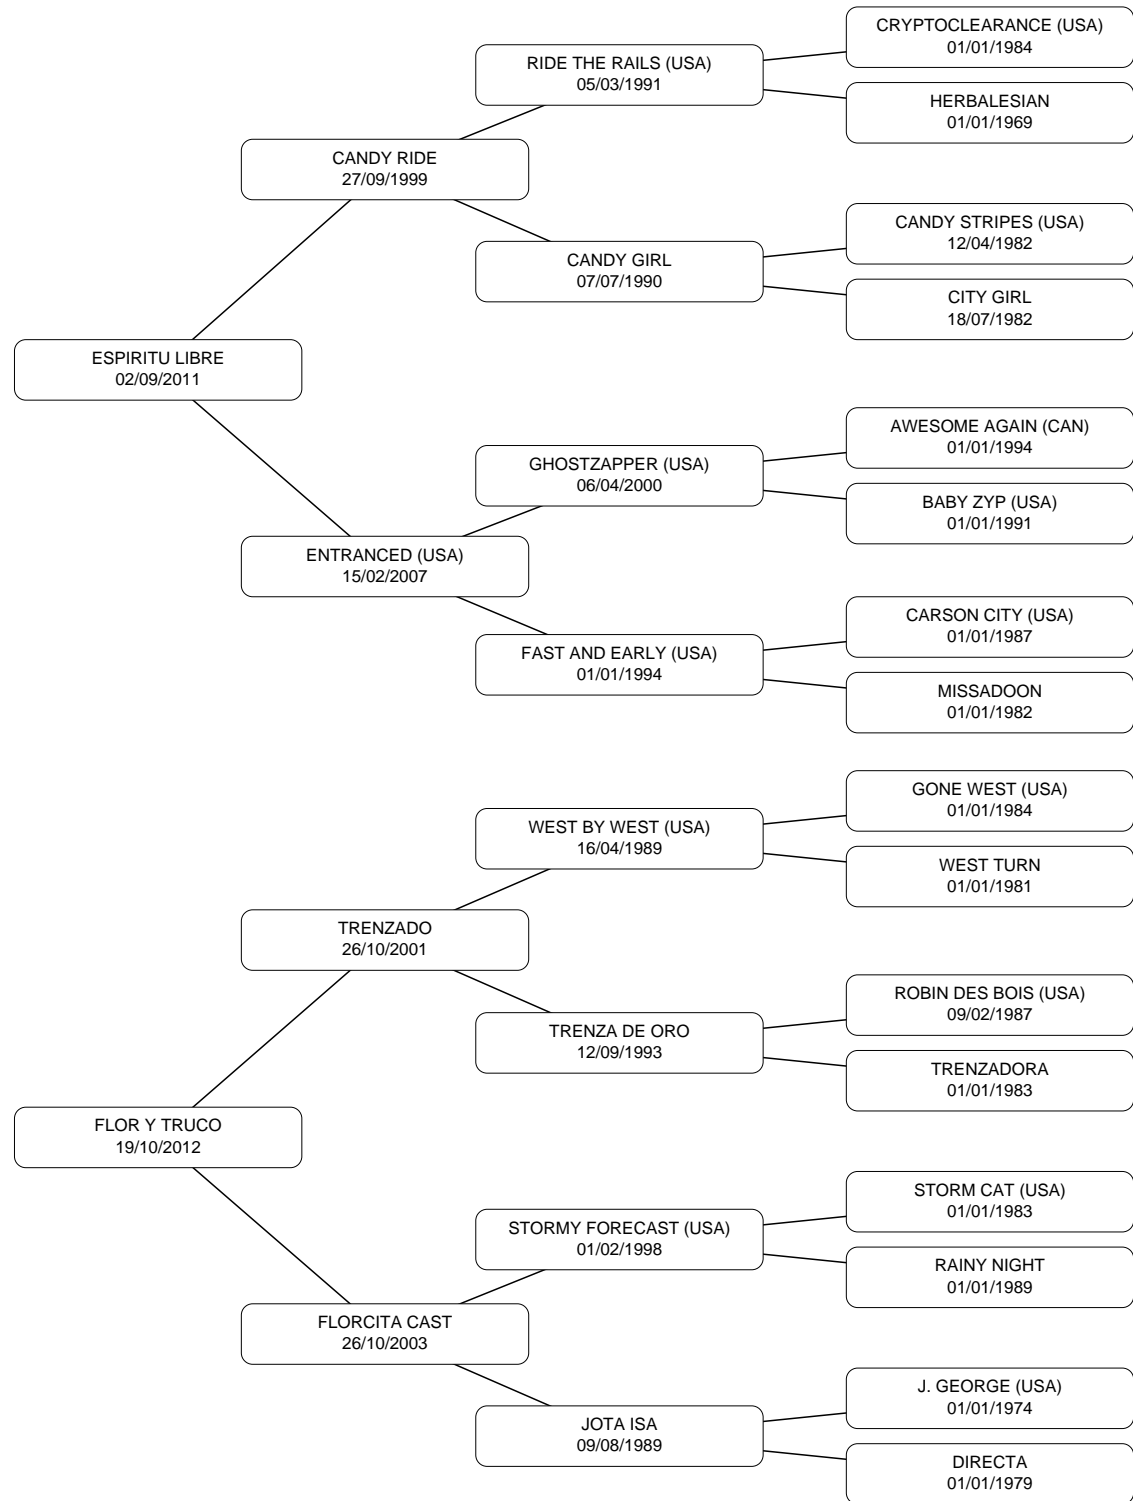 CRYPTOCLEARANCE (USA)
01/01/1984
RIDE THE RAILS (USA)
05/03/1991
HERBALESIAN
01/01/1969
CANDY RIDE
27/09/1999
CANDY STRIPES (USA)
12/04/1982
CANDY GIRL
07/07/1990
CITY GIRL
18/07/1982
ESPIRITU LIBRE
02/09/2011
AWESOME AGAIN (CAN)
01/01/1994
GHOSTZAPPER (USA)
06/04/2000
BABY ZYP (USA)
01/01/1991
ENTRANCED (USA)
15/02/2007
CARSON CITY (USA)
01/01/1987
FAST AND EARLY (USA)
01/01/1994
MISSADOON
01/01/1982
GONE WEST (USA)
01/01/1984
WEST BY WEST (USA)
16/04/1989
WEST TURN
01/01/1981
TRENZADO
26/10/2001
ROBIN DES BOIS (USA)
09/02/1987
TRENZA DE ORO
12/09/1993
TRENZADORA
01/01/1983
FLOR Y TRUCO
19/10/2012
STORM CAT (USA)
01/01/1983
STORMY FORECAST (USA)
01/02/1998
RAINY NIGHT
01/01/1989
FLORCITA CAST
26/10/2003
J. GEORGE (USA)
01/01/1974
JOTA ISA
09/08/1989
DIRECTA
01/01/1979